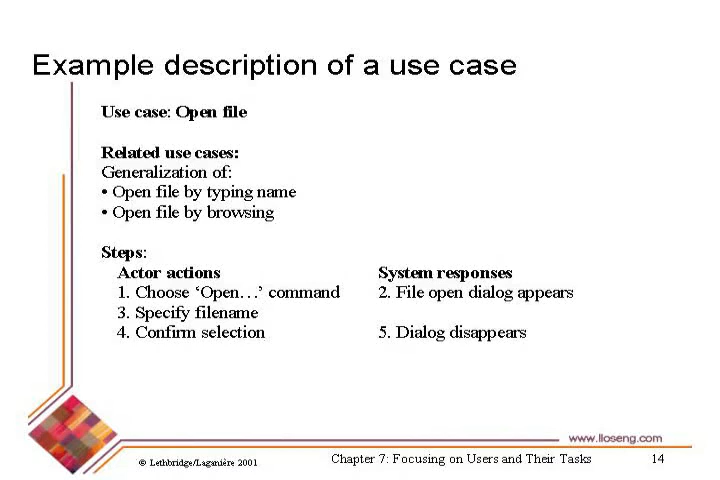 Example description of a use case
Use case: Open file
Related use cases:
Generalization of:
• Open file by typing name
• Open file by browsing
Steps:
Actor actions System responses
1. Choose ‘Open…’ command 2. File open dialog appears
3. Specify filename
4. Confirm selection 5. Dialog disappears
www.lloseng.com
© Lethbridge/Laganière 2001 Chapter 7: Focusing on Users and Their Tasks 14